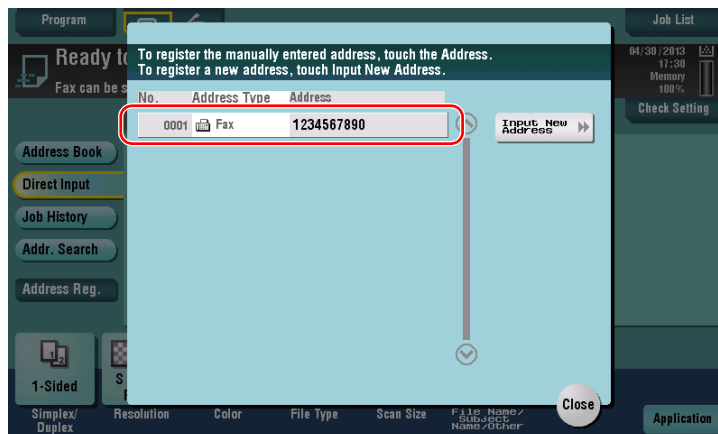 Program
Job List
Ready to
Fax can be s
To register the manually entered address, touch the Address.
To register a new address, touch Input New Address.
04/30/2013
17:30
Memory
100%
Check Setting
No. Address Type Address
0001 Fax 1234567890
Input New
Address
Address Book
Direct Input
Job History
Addr. Search
Address Reg.
1-Sided
S
Close
Simplex/
Duplex
Resolution
Color
File Type
Scan Size
File Name/
Subject
Name/Other
Application